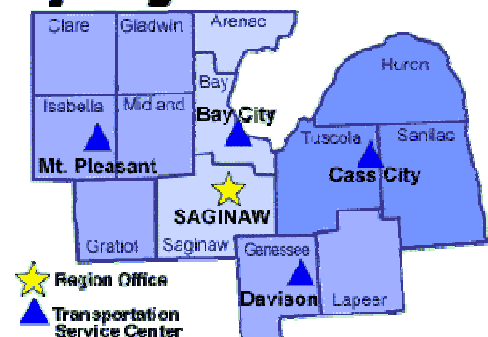 Clare
Gladwin
Arenac
Huron
Bay
Isabella
Midland
Bay City
Tuscola
Sanilac
Mt. Pleasant
Cass City
SAGINAW
Gratiot
Saginaw
Genessee
Region Office
Davison
Lapeer
Transportation
Service Center